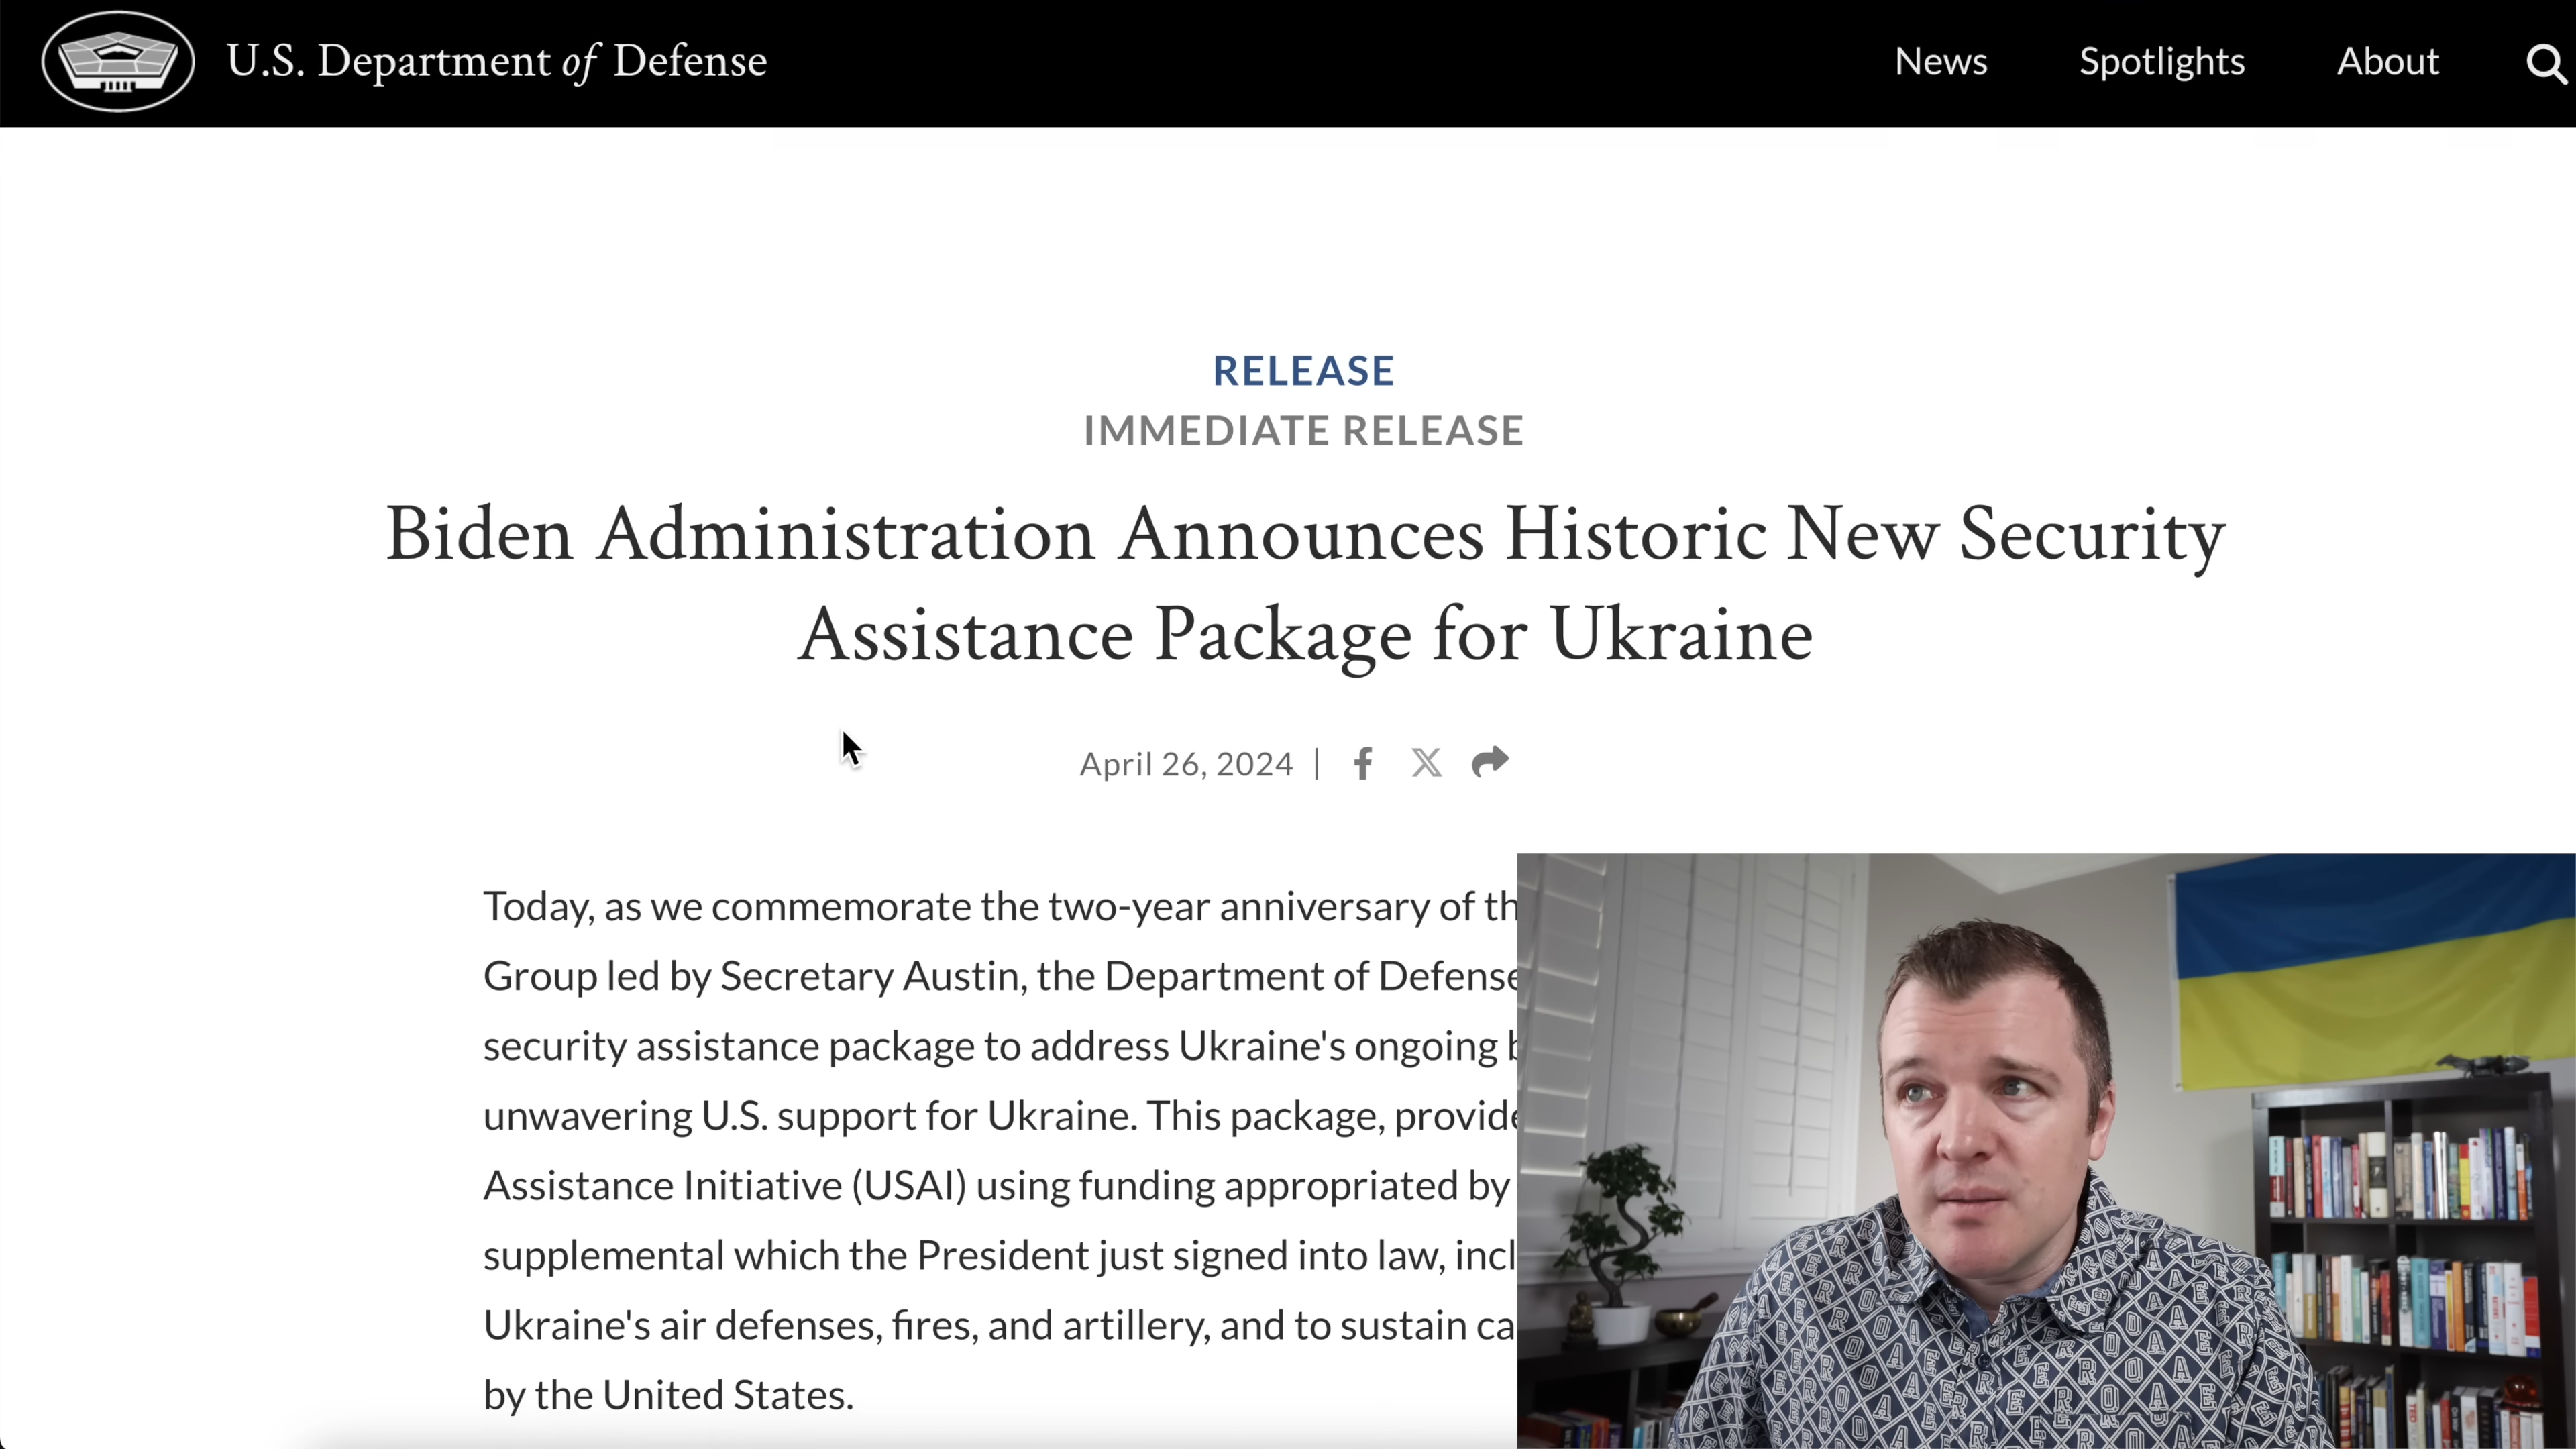 U.S. Department of Defense
News Spotlights About
RELEASE
IMMEDIATE RELEASE
Biden Administration Announces Historic New Security
Assistance Package for Ukraine
April 26, 2024 |
Today, as we commemorate the two-year anniversary of
Group led by Secretary Austin, the Department of Defense
security assistance package to address Ukraine's ongoing
unwavering U.S. support for Ukraine. This package,
Assistance Initiative (USAI) using funding appropriated by
supplemental which the President just signed into law,
Ukraine's air defenses, fires, and artillery, and to sustain
by the United States.